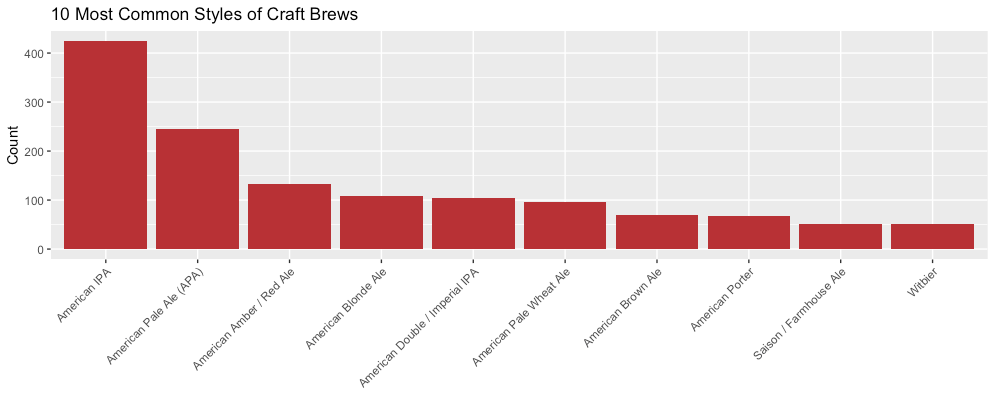 10 Most Common Styles of Craft Brews
Count
400
300
200
100
0
American IPA
American Pale Ale (APA)
American Amber / Red Ale
American Blonde Ale
American Double / Imperial IPA
American Pale Wheat Ale
American Brown Ale
American Porter
Saison / Farmhouse Ale
Witbier